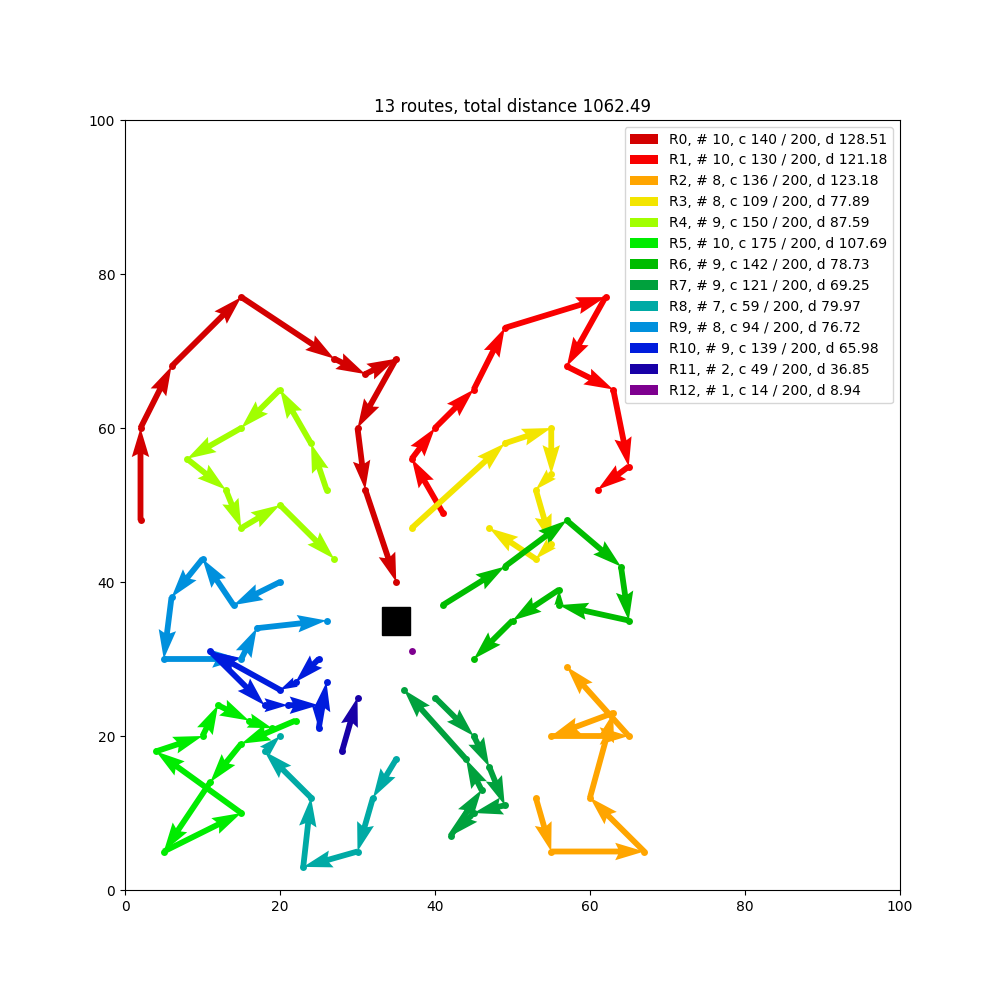 13 routes, total distance 1062.49
R0, # 10, c 140 / 200, d 128.51
R1, # 10, c 130 / 200, d 121.18
R2, # 8, c 136 / 200, d 123.18
R3, # 8, c 109 / 200, d 77.89
R4, # 9, c 150 / 200, d 87.59
R5, # 10, c 175 / 200, d 107.69
R6, # 9, c 142 / 200, d 78.73
R7, # 9, c 121 / 200, d 69.25
R8, # 7, c 59 / 200, d 79.97
R9, # 8, c 94 / 200, d 76.72
R10, # 9, c 139 / 200, d 65.98
R11, # 2, c 49 / 200, d 36.85
R12, # 1, c 14 / 200, d 8.94
100
80
60
40
20
0
0 20 40 60 80 100